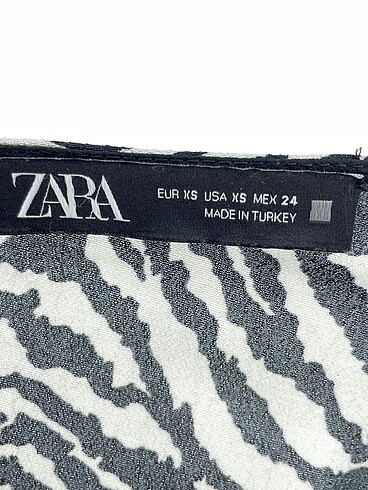 ZARA
EUR XS USA XS MEX 24
MADE IN TURKEY